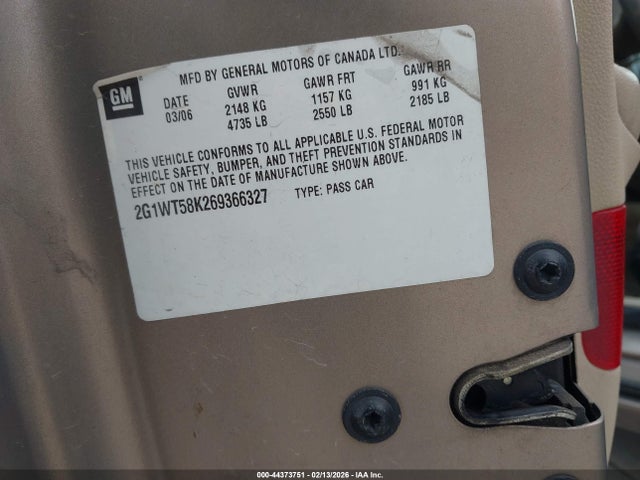 MFD BY GENERAL MOTORS OF CANADA LTD.
GM
DATE GVWR GAWR FRT GAWR RR
03/06 2148 KG 1157 KG 991 KG
4735 LB 2550 LB 2185 LB
THIS VEHICLE CONFORMS TO ALL APPLICABLE U.S. FEDERAL MOTOR
VEHICLE SAFETY, BUMPER, AND THEFT PREVENTION STANDARDS IN
EFFECT ON THE DATE OF MANUFACTURE SHOWN ABOVE.
2G1WT58K269366327 TYPE: PASS CAR
000-44373751 - 02/13/2026 - IAA Inc.